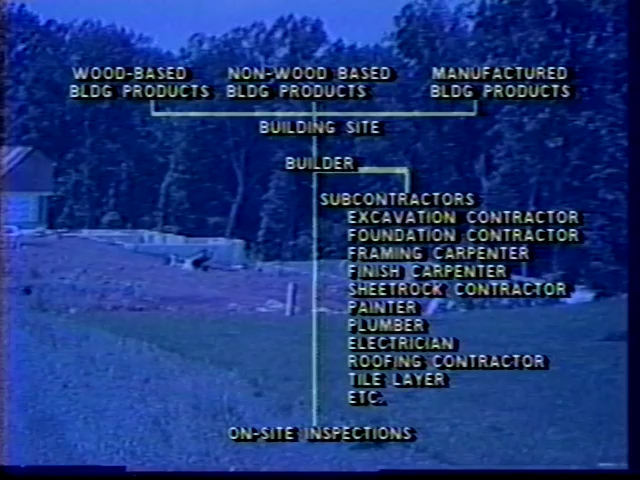 WOOD-BASED NON-WOOD BASED MANUFACTURED
BLDG PRODUCTS BLDG PRODUCTS BLDG PRODUCTS
BUILDING SITE
BUILDER
SUBCONTRACTORS
EXCAVATION CONTRACTOR
FOUNDATION CONTRACTOR
FRAMING CARPENTER
FINISH CARPENTER
SHEETROCK CONTRACTOR
PAINTER
PLUMBER
ELECTRICIAN
ROOFING CONTRACTOR
TILE LAYER
ETC.
ON-SITE INSPECTIONS